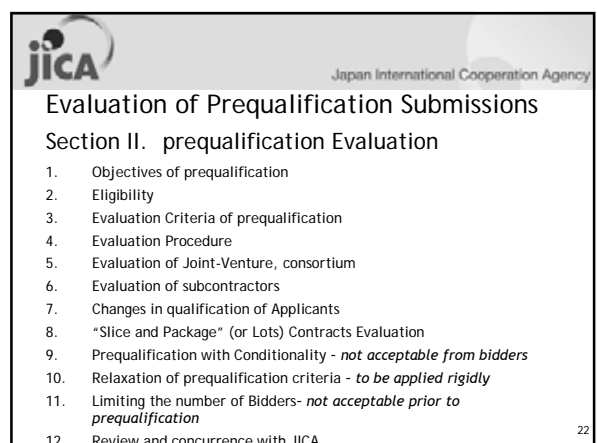 jica
Japan International Cooperation Agency
Evaluation of Prequalification Submissions
Section II. prequalification Evaluation
1. Objectives of prequalification
2. Eligibility
3. Evaluation Criteria of prequalification
4. Evaluation Procedure
5. Evaluation of Joint-Venture, consortium
6. Evaluation of subcontractors
7. Changes in qualification of Applicants
8. “Slice and Package” (or Lots) Contracts Evaluation
9. Prequalification with Conditionality - not acceptable from bidders
10. Relaxation of prequalification criteria - to be applied rigidly
11. Limiting the number of Bidders- not acceptable prior to
prequalification
12. Review and concurrence with JICA
22